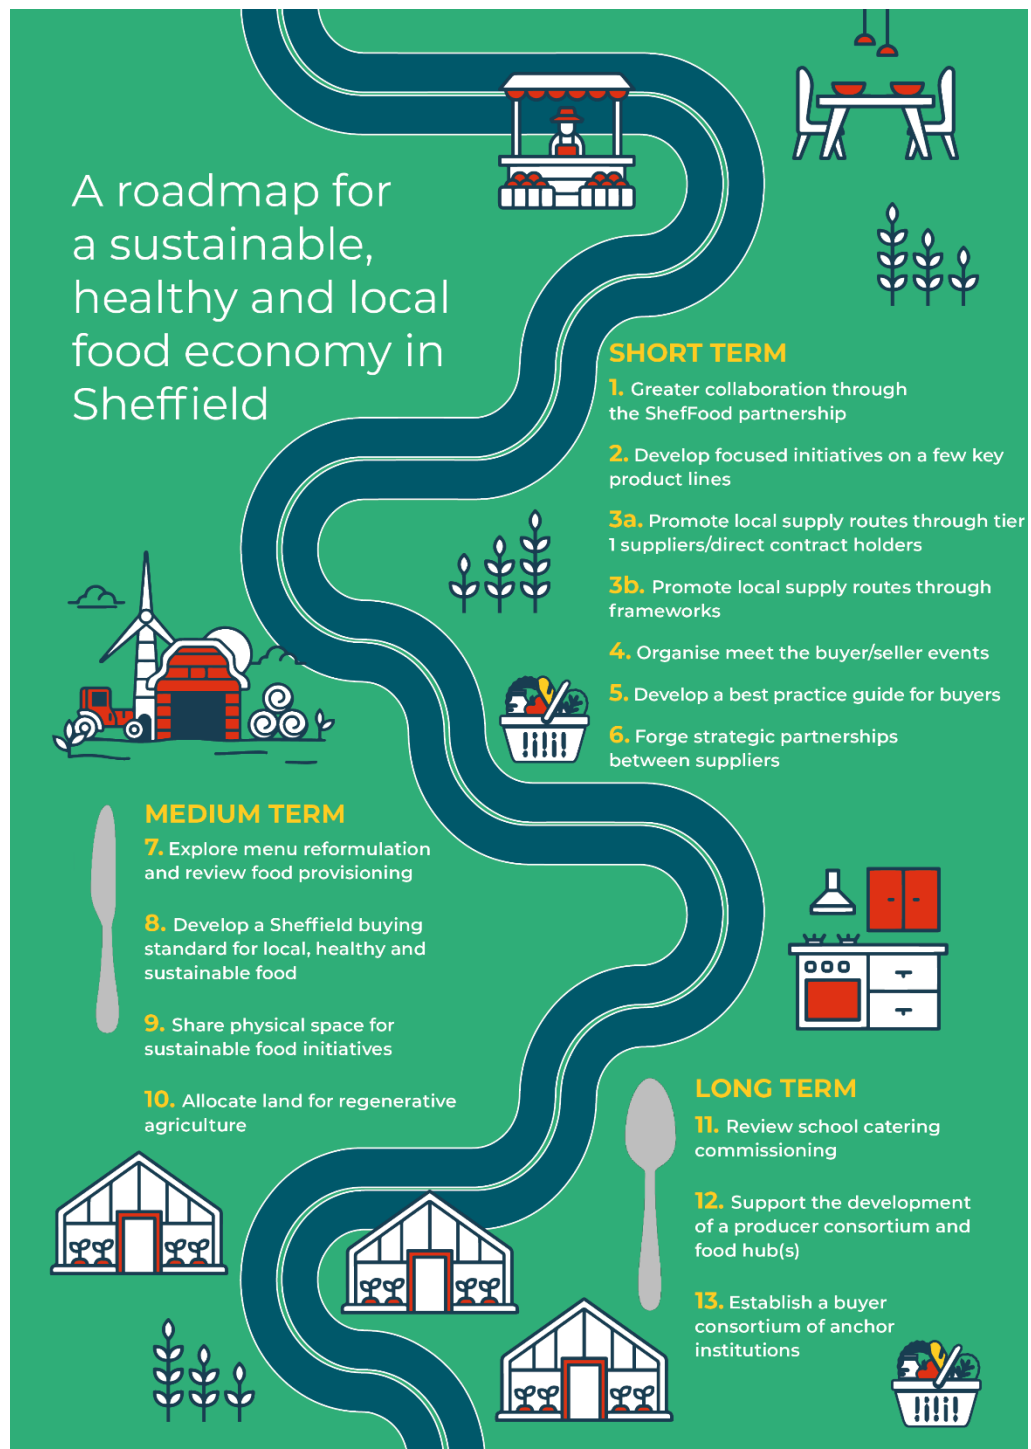 A roadmap for
a sustainable,
healthy and local
food economy in
Sheffield
SHORT TERM
1. Greater collaboration through
the ShefFood partnership
2. Develop focused initiatives on a few key
product lines
3a. Promote local supply routes through tier
1 suppliers/direct contract holders
3b. Promote local supply routes through
frameworks
4. Organise meet the buyer/seller events
5. Develop a best practice guide for buyers
6. Forge strategic partnerships
between suppliers
MEDIUM TERM
7. Explore menu reformulation
and review food provisioning
8. Develop a Sheffield buying
standard for local, healthy and
sustainable food
9. Share physical space for
sustainable food initiatives
10. Allocate land for regenerative
agriculture
LONG TERM
11. Review school catering
commissioning
12. Support the development
of a producer consortium and
food hub(s)
13. Establish a buyer
consortium of anchor
institutions